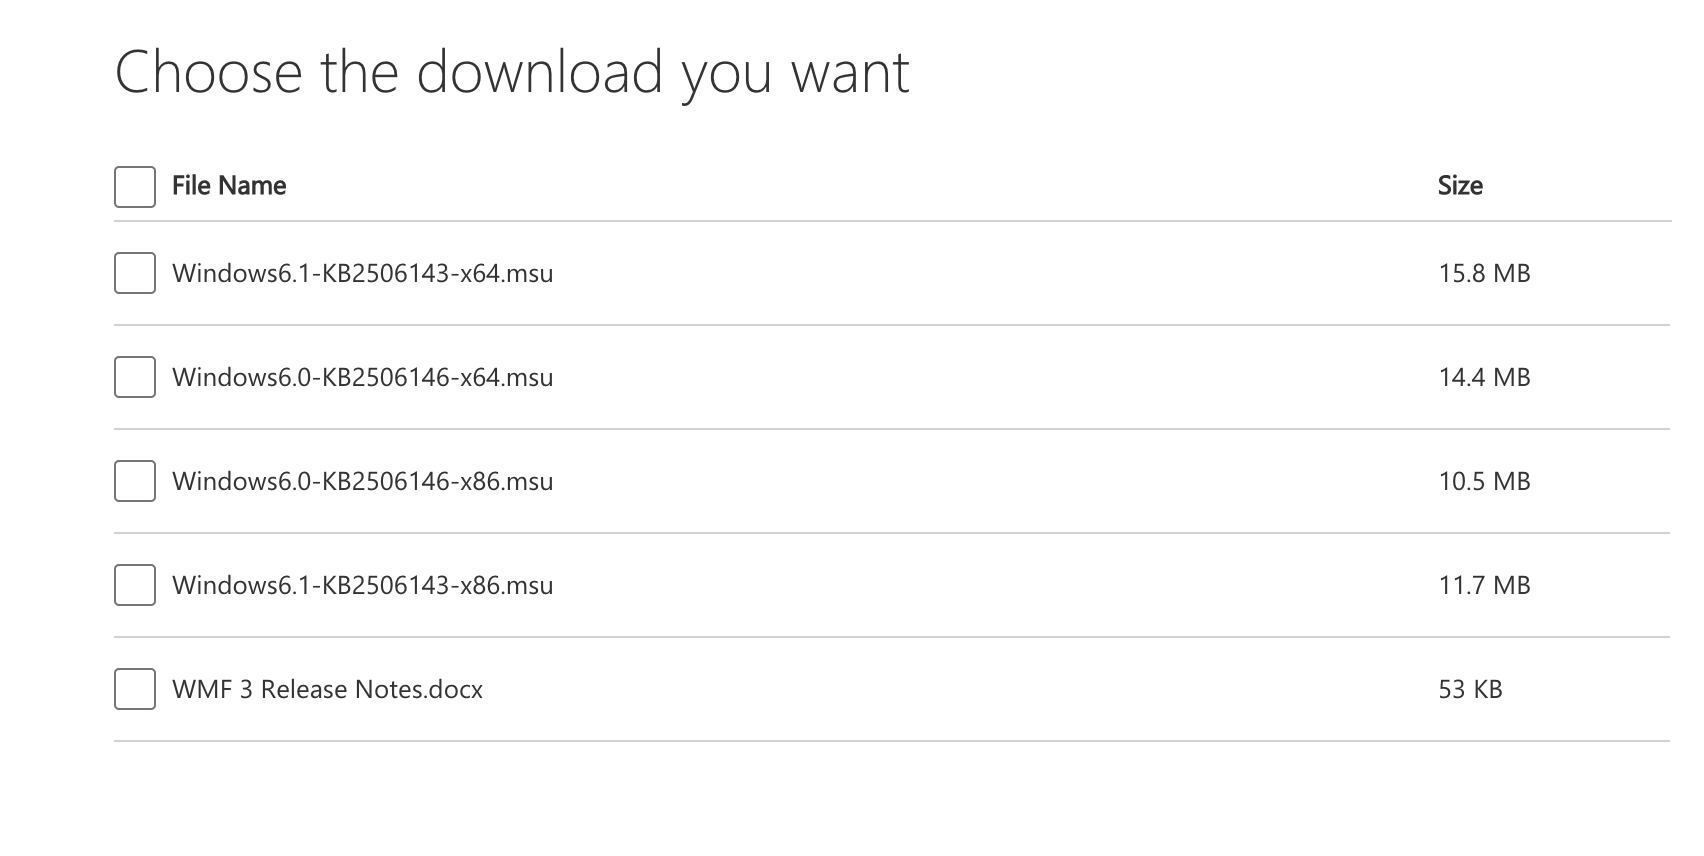 Choose the download you want
File Name Size
Windows6.1-KB2506143-x64.msu 15.8 MB
Windows6.0-KB2506146-x64.msu 14.4 MB
Windows6.0-KB2506146-x86.msu 10.5 MB
Windows6.1-KB2506143-x86.msu 11.7 MB
WMF 3 Release Notes.docx 53 KB